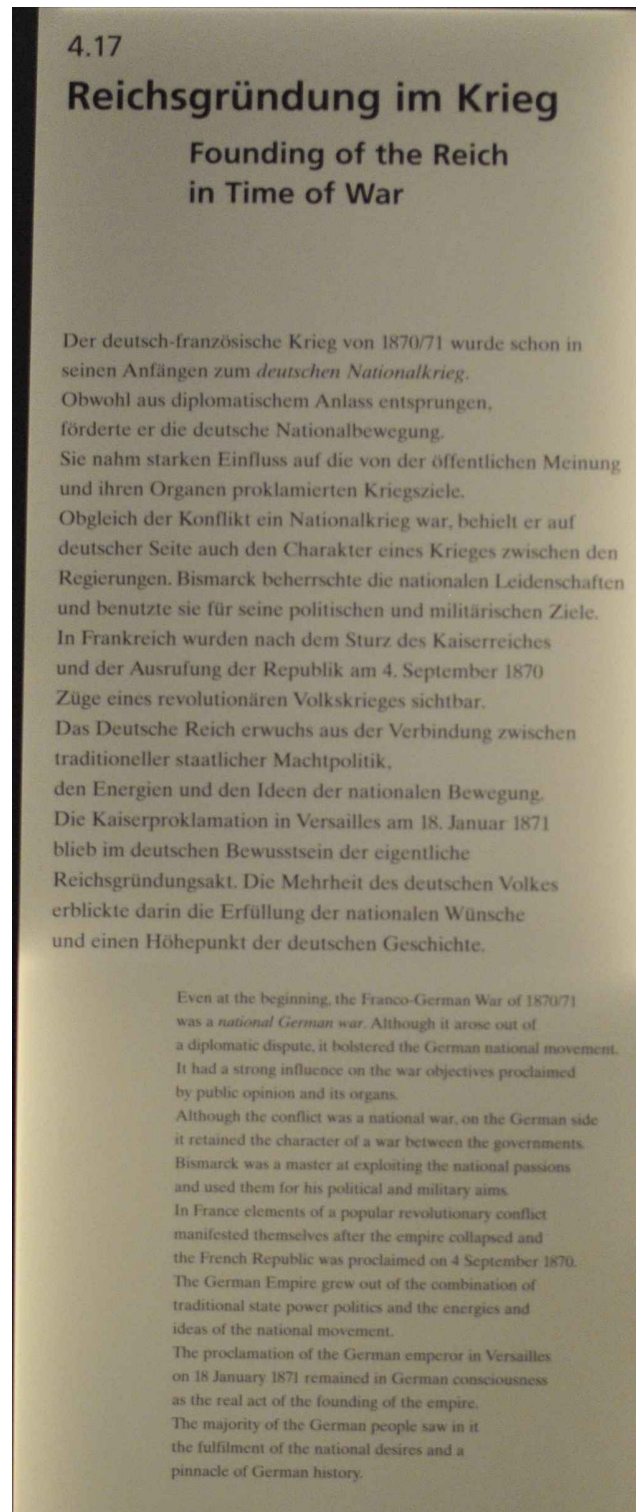 4.17
Reichsgründung im Krieg
Founding of the Reich
in Time of War
Der deutsch-französische Krieg von 1870/71 wurde schon in
seinen Anfängen zum deutschen Nationalkrieg.
Obwohl aus diplomatischem Anlass entsprungen,
förderte er die deutsche Nationalbewegung.
Sie nahm starken Einfluss auf die von der öffentlichen Meinung
und ihren Organen proklamierten Kriegsziele.
Obgleich der Konflikt ein Nationalkrieg war, behielt er auf
deutscher Seite auch den Charakter eines Krieges zwischen den
Regierungen. Bismarck beherrschte die nationalen Leidenschaften
und benutzte sie für seine politischen und militärischen Ziele.
In Frankreich wurden nach dem Sturz des Kaiserreiches
und der Ausrufung der Republik am 4. September 1870
Züge eines revolutionären Volkskrieges sichtbar.
Das Deutsche Reich erwuchs aus der Verbindung zwischen
traditioneller staatlicher Machtpolitik,
den Energien und den Ideen der nationalen Bewegung.
Die Kaiserproklamation in Versailles am 18. Januar 1871
blieb im deutschen Bewusstsein der eigentliche
Reichsgründungsakt. Die Mehrheit des deutschen Volkes
erblickte darin die Erfüllung der nationalen Wünsche
und einen Höhepunkt der deutschen Geschichte.
Even at the beginning, the Franco-German War of 1870/71
was a national German war. Although it arose out of
a diplomatic dispute, it bolstered the German national movement.
It had a strong influence on the war objectives proclaimed
by public opinion and its organs.
Although the conflict was a national war, on the German side
it retained the character of a war between the governments.
Bismarck was a master at exploiting the national passions
and used them for his political and military aims.
In France elements of a popular revolutionary conflict
manifested themselves after the empire collapsed and
the French Republic was proclaimed on 4 September 1870.
The German Empire grew out of the combination of
traditional state power politics and the energies and
ideas of the national movement.
The proclamation of the German emperor in Versailles
on 18 January 1871 remained in German consciousness
as the real act of the founding of the empire.
The majority of the German people saw in it
the fulfilment of the national desires and a
pinnacle of German history.